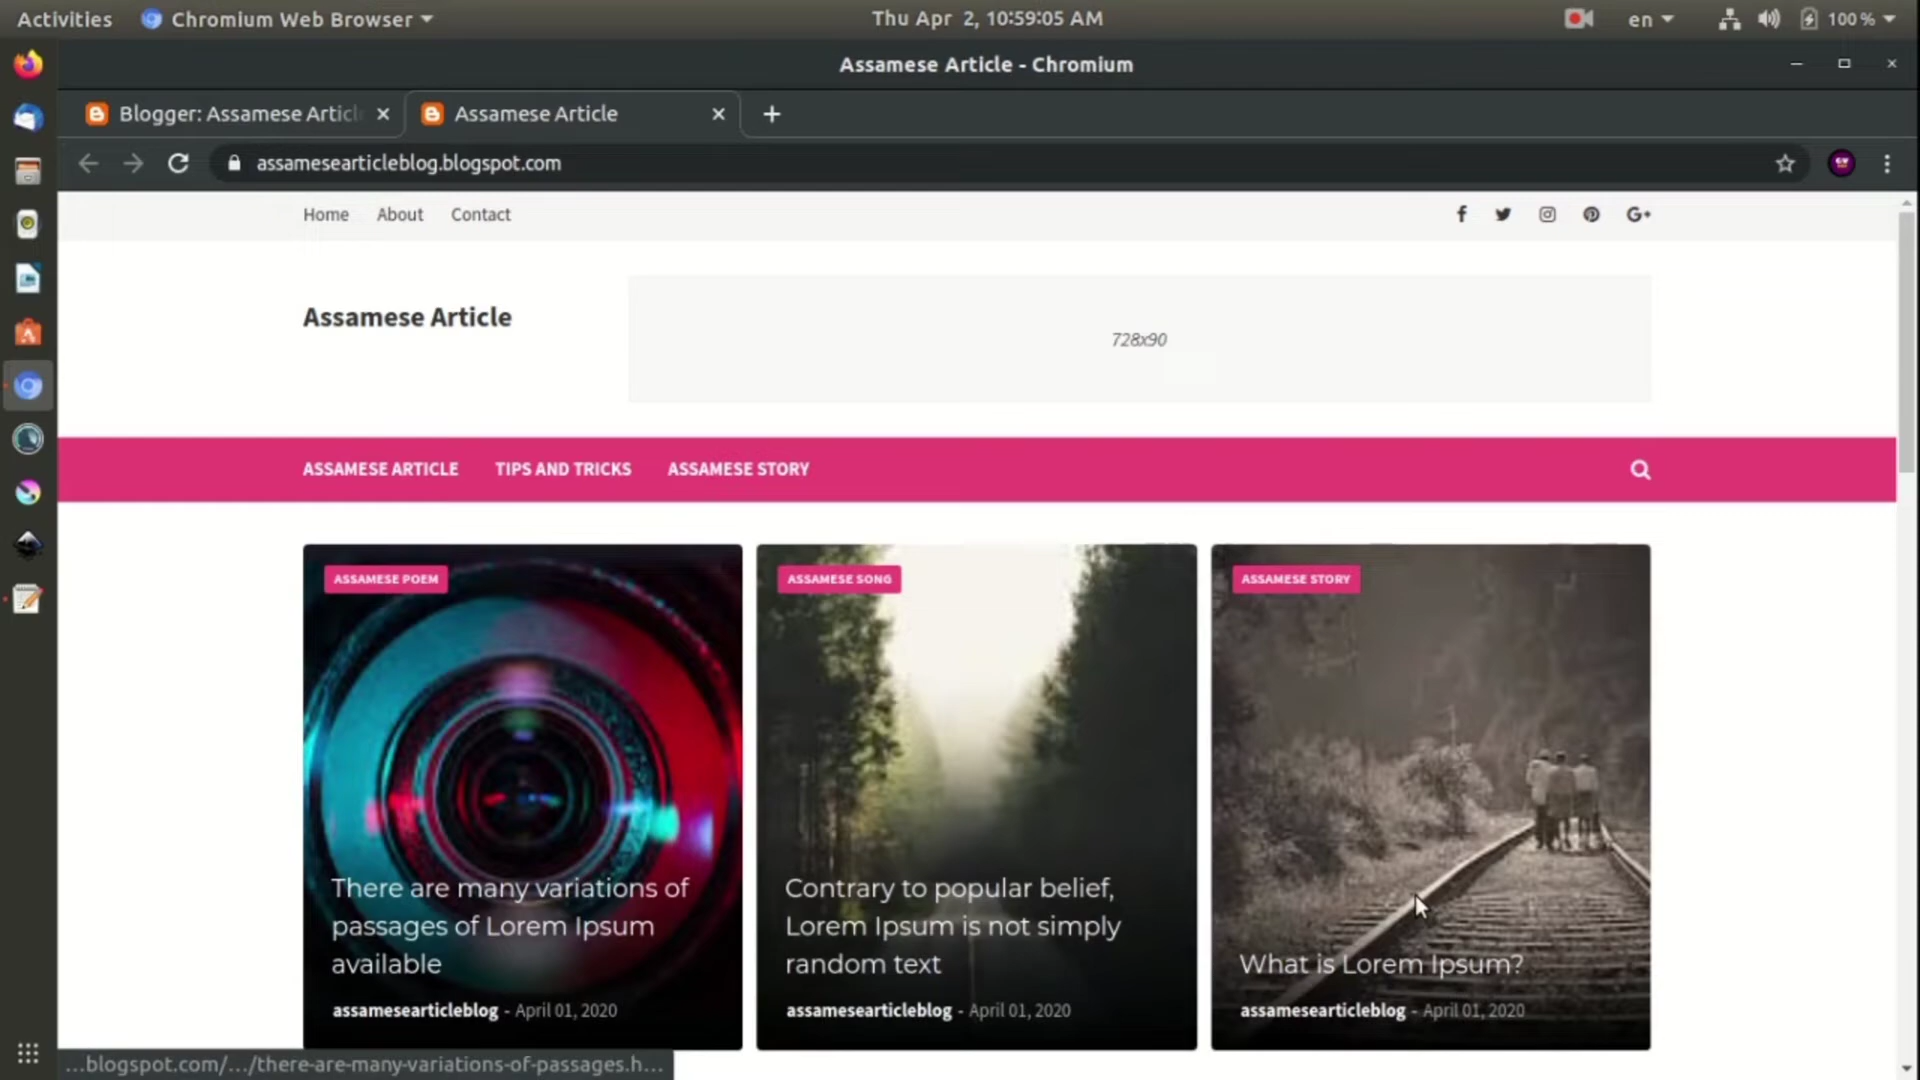 Activities
Chromium Web Browser
Thu Apr 2, 10:59:05 AM
en
100 %
Assamese Article - Chromium
Blogger: Assamese Articl
Assamese Article
assamesearticleblog.blogspot.com
Home
About
Contact
Assamese Article
728x90
ASSAMESE ARTICLE
TIPS AND TRICKS
ASSAMESE STORY
ASSAMESE POEM
There are many variations of
passages of Lorem Ipsum
available
assamesearticleblog - April 01, 2020
ASSAMESE SONG
Contrary to popular belief,
Lorem Ipsum is not simply
random text
assamesearticleblog - April 01, 2020
ASSAMESE STORY
What is Lorem Ipsum?
assamesearticleblog - April 01, 2020
...blogspot.com/.../there-are-many-variations-of-passages.h...